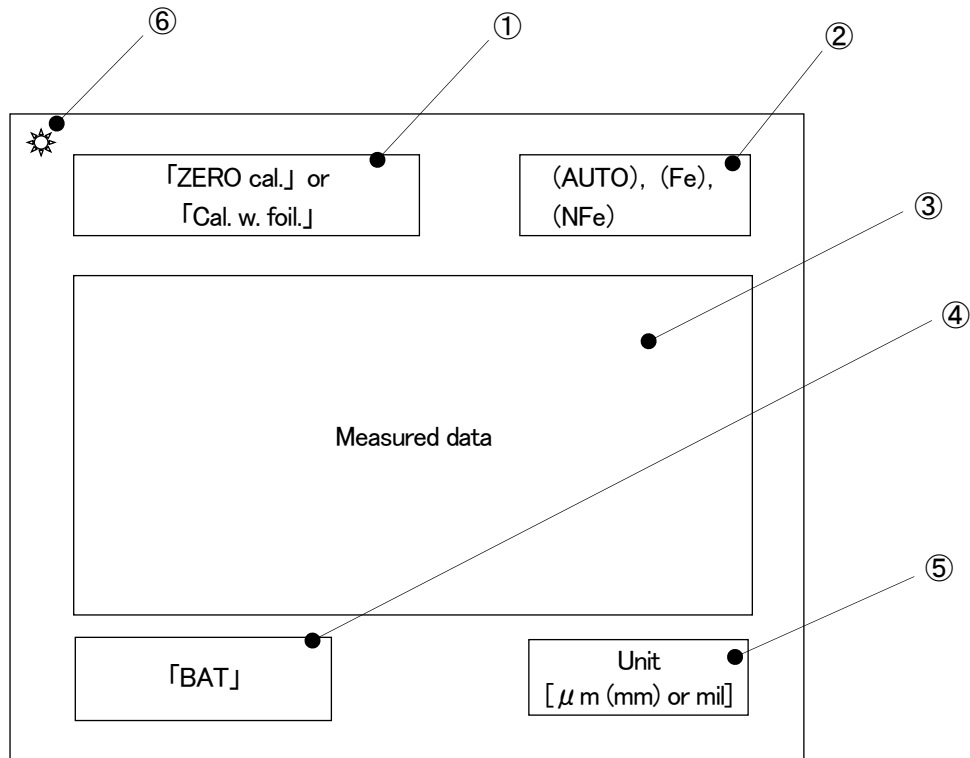 ⑥
①
②
「ZERO cal.」 or
「Cal. w. foil.」
(AUTO), (Fe),
(NFe)
③
④
Measured data
⑤
「BAT」
Unit
[μm (mm) or mil]